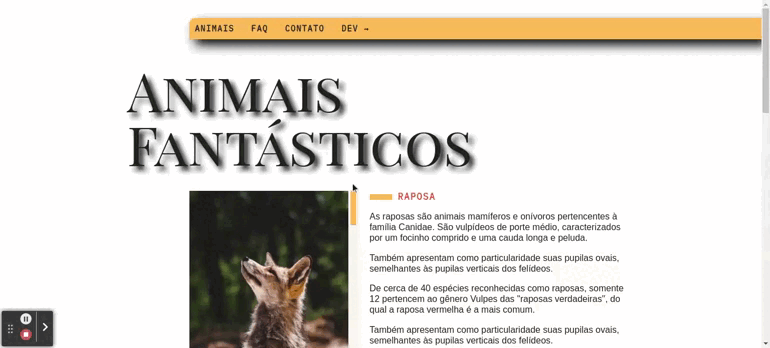 ANIMAIS FAQ CONTATO DEV →
ANIMAIS
FANTÁSTICOS
RAPOSA
As raposas são animais mamíferos e onívoros pertencentes à
família Canidae. São vulpídeos de porte médio, caracterizados
por um focinho comprido e uma cauda longa e peluda.
Também apresentam como particularidade suas pupilas ovais,
semelhantes às pupilas verticais dos felídeos.
De cerca de 40 espécies reconhecidas como raposas, somente
12 pertencem ao gênero Vulpes das "raposas verdadeiras", do
qual a raposa vermelha é a mais comum.
Também apresentam como particularidade suas pupilas ovais,
semelhantes às pupilas verticais dos felídeos.